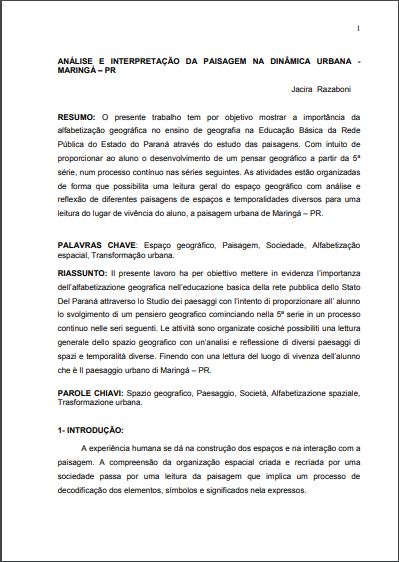 1
ANÁLISE E INTERPRETAÇÃO DA PAISAGEM NA DINÂMICA URBANA -
MARINGÁ – PR
Jacira Razaboni
RESUMO: O presente trabalho tem por objetivo mostrar a importância da
alfabetização geográfica no ensino de geografia na Educação Básica da Rede
Pública do Estado do Paraná através do estudo das paisagens. Com intuito de
proporcionar ao aluno o desenvolvimento de um pensar geográfico a partir da 5ª
série, num processo contínuo nas séries seguintes. As atividades estão organizadas
de forma que possibilita uma leitura geral do espaço geográfico com análise e
reflexão de diferentes paisagens de espaços e temporalidades diversos para uma
leitura do lugar de vivência do aluno, a paisagem urbana de Maringá – PR.
PALAVRAS CHAVE: Espaço geográfico, Paisagem, Sociedade, Alfabetização
espacial, Transformação urbana.
RIASSUNTO: Il presente lavoro ha per obiettivo mettere in evidenza l'importanza
dell'alfabetizazione geografica nell'educazione basica della rete pubblica dello Stato
Del Paraná attraverso lo Studio dei paesaggi con l'intento di proporzionare all' alunno
lo svolgimento di un pensiero geografico cominciando nella 5ª serie in un processo
continuo nelle seri seguenti. Le attività sono organizate cosiché possibiliti una lettura
generale dello spazio geografico con un'analisi e reflessione di diversi paesaggi di
spazi e temporalità diverse. Finendo con una lettura del luogo di vivenza dell'alunno
che è Il paesaggio urbano di Maringá – PR.
PAROLE CHIAVI: Spazio geografico, Paesaggio, Società, Alfabetizazione spaziale,
Trasformazione urbana.
1- INTRODUÇÃO:
A experiência humana se dá na construção dos espaços e na interação com a
paisagem. A compreensão da organização espacial criada e recriada por uma
sociedade passa por uma leitura da paisagem que implica um processo de
decodificação dos elementos, símbolos e significados nela expressos.